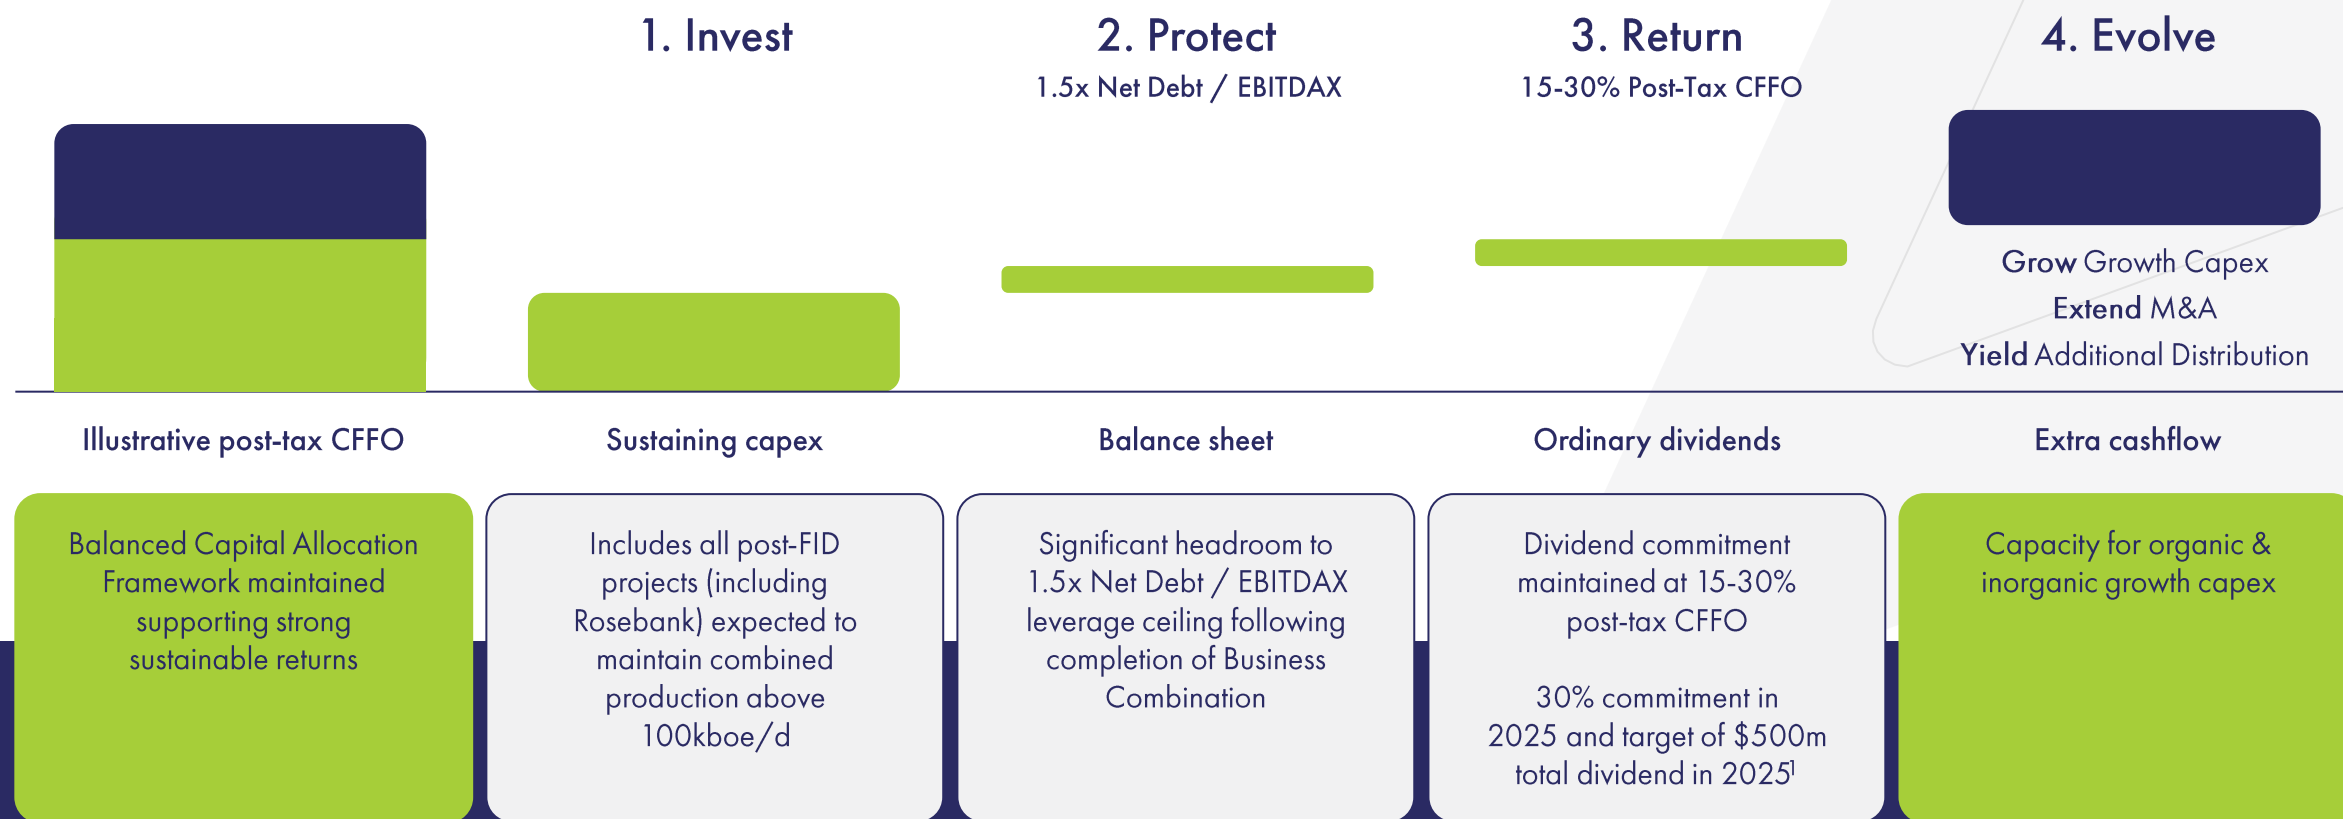 1. Invest
2. Protect
1.5x Net Debt / EBITDAX
3. Return
15-30% Post-Tax CFFO
4. Evolve
Grow Growth Capex
Extend M&A
Yield Additional Distribution
Illustrative post-tax CFFO
Sustaining capex
Balance sheet
Ordinary dividends
Extra cashflow
Balanced Capital Allocation
Framework maintained
supporting strong
sustainable returns
Includes all post-FID
projects (including
Rosebank) expected to
maintain combined
production above
100kboe/d
Significant headroom to
1.5x Net Debt / EBITDAX
leverage ceiling following
completion of Business
Combination
Dividend commitment
maintained at 15-30%
post-tax CFFO
30% commitment in
2025 and target of $500m
total dividend in 2025¹
Capacity for organic &
inorganic growth capex